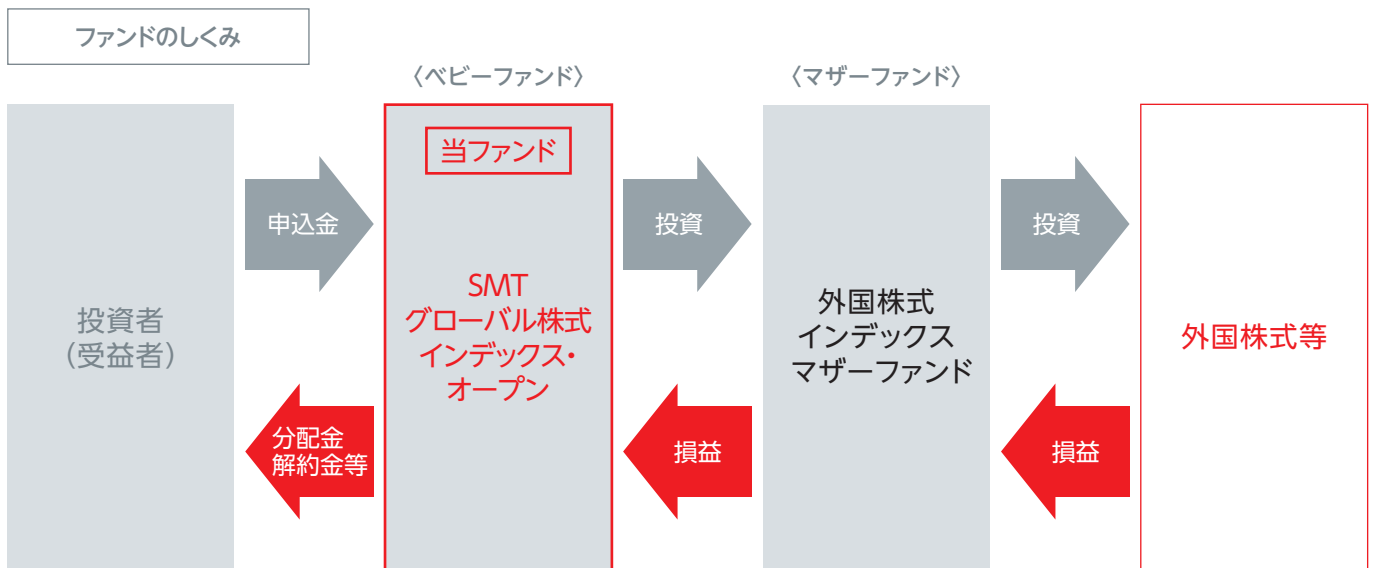 ファンドのしくみ
〈ベビーファンド〉
〈マザーファンド〉
投資者
(受益者)
申込金
分配金
解約金等
当ファンド
SMT
グローバル株式
インデックス・
オープン
投資
損益
外国株式
インデックス
マザーファンド
投資
損益
外国株式等